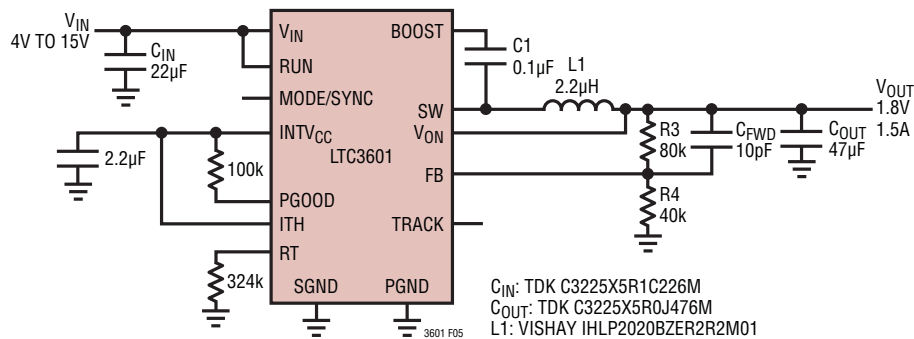 VIN
4V TO 15V
CIN
22µF
VIN
RUN
MODE/SYNC
INTVCC
LTC3601
PGOOD
ITH
RT
SGND
PGND
BOOST
SW
VON
FB
TRACK
2.2µF
100k
324k
C1
0.1µF
L1
2.2µH
R3
80k
R4
40k
CFWD
10pF
COUT
47µF
VOUT
1.8V
1.5A
3601 F05
CIN: TDK C3225X5R1C226M
COUT: TDK C3225X5R0J476M
L1: VISHAY IHLP2020BZER2R2M01